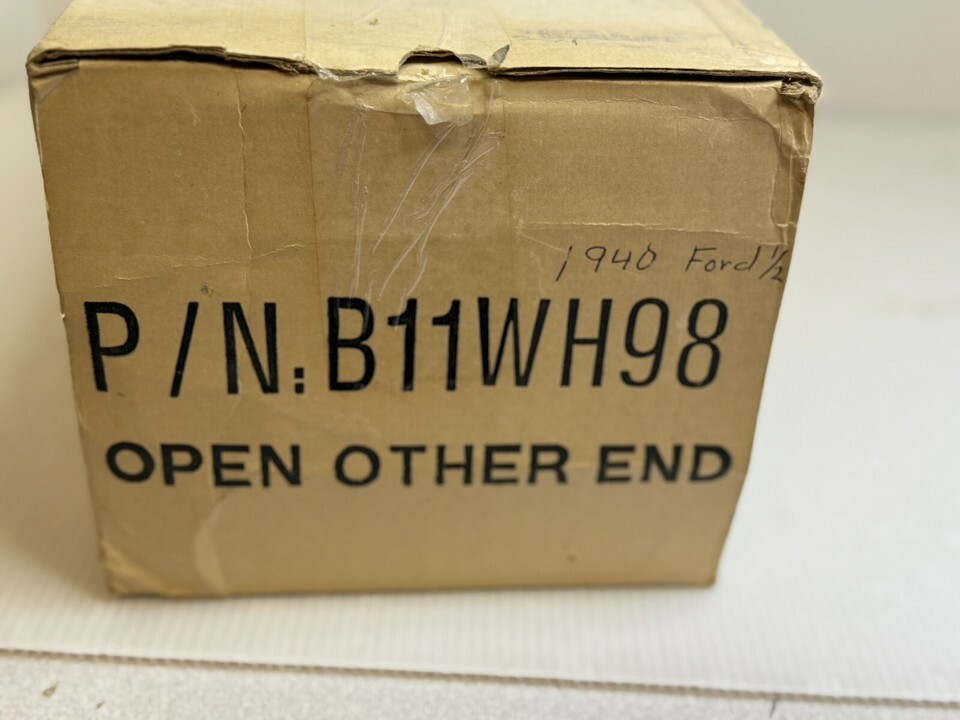 1940 Ford 1/2
P/N: B11WH98
OPEN OTHER END